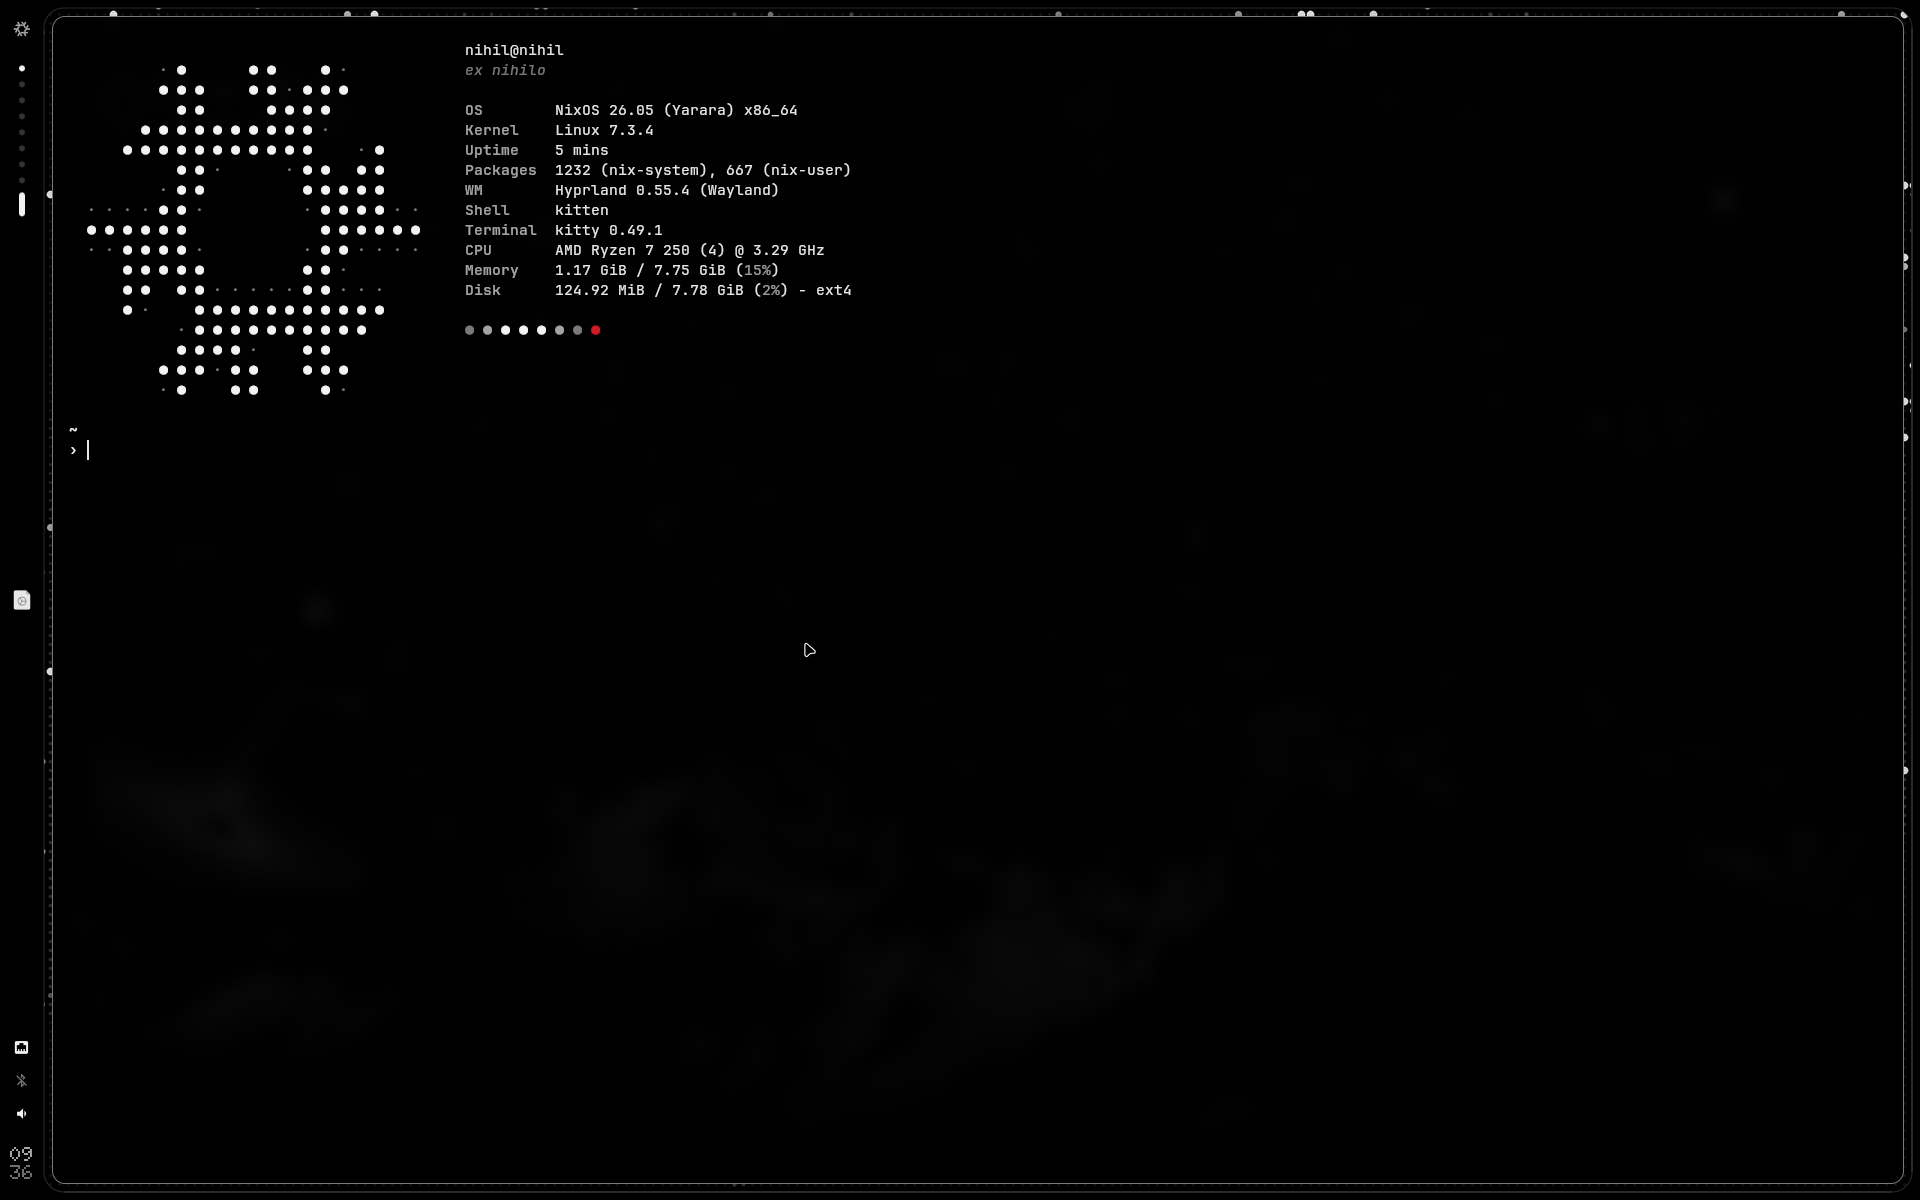 nihil@nihil
ex nihilo
OS NixOS 26.05 (Yarara) x86_64
Kernel Linux 7.3.4
Uptime 5 mins
Packages 1232 (nix-system), 667 (nix-user)
WM Hyprland 0.55.4 (Wayland)
Shell kitten
Terminal kitty 0.49.1
CPU AMD Ryzen 7 250 (4) @ 3.29 GHz
Memory 1.17 GiB / 7.75 GiB (15%)
Disk 124.92 MiB / 7.78 GiB (2%) - ext4
~
›
09
36